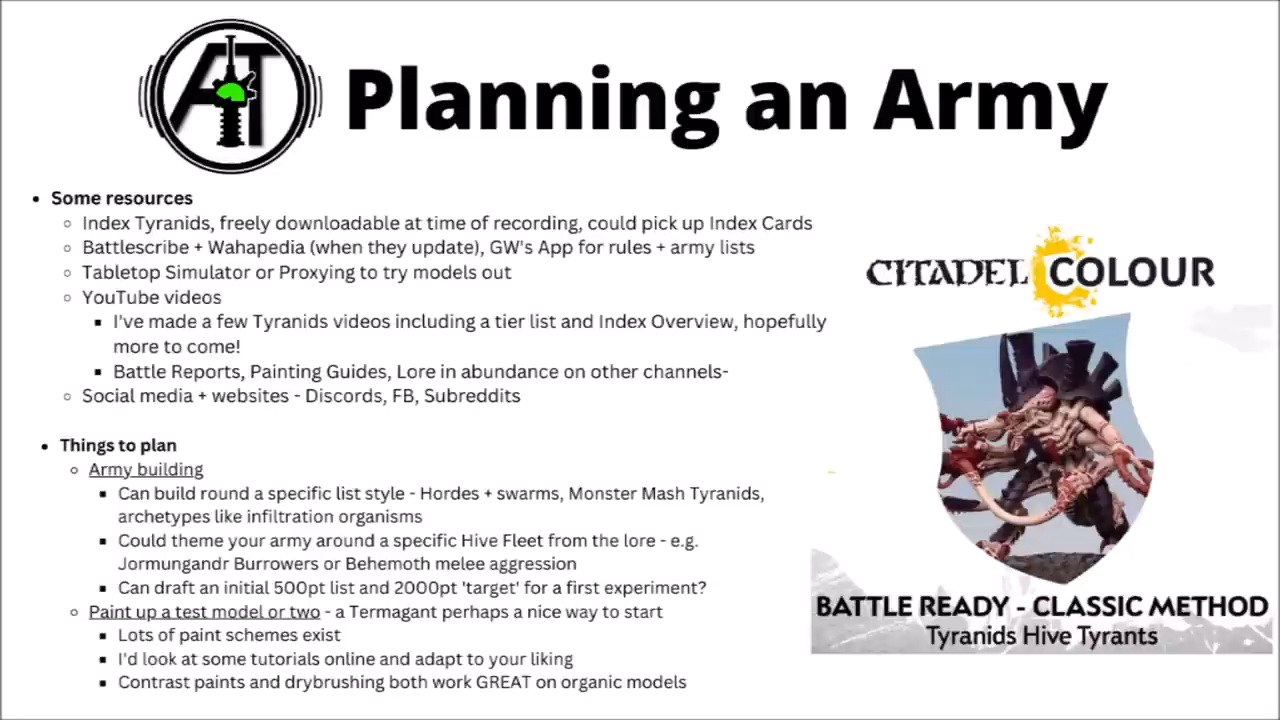 AT
Planning an Army
• Some resources
◦ Index Tyranids, freely downloadable at time of recording, could pick up Index Cards
◦ Battlescribe + Wahapedia (when they update), GW's App for rules + army lists
◦ Tabletop Simulator or Proxying to try models out
◦ YouTube videos
▪ I've made a few Tyranids videos including a tier list and Index Overview, hopefully
more to come!
▪ Battle Reports, Painting Guides, Lore in abundance on other channels-
◦ Social media + websites - Discords, FB, Subreddits
• Things to plan
◦ Army building
▪ Can build round a specific list style - Hordes + swarms, Monster Mash Tyranids,
archetypes like infiltration organisms
▪ Could theme your army around a specific Hive Fleet from the lore - e.g.
Jormungandr Burrowers or Behemoth melee aggression
▪ Can draft an initial 500pt list and 2000pt 'target' for a first experiment?
◦ Paint up a test model or two - a Termagant perhaps a nice way to start
▪ Lots of paint schemes exist
▪ I'd look at some tutorials online and adapt to your liking
▪ Contrast paints and drybrushing both work GREAT on organic models
CITADEL COLOUR
BATTLE READY - CLASSIC METHOD
Tyranids Hive Tyrants